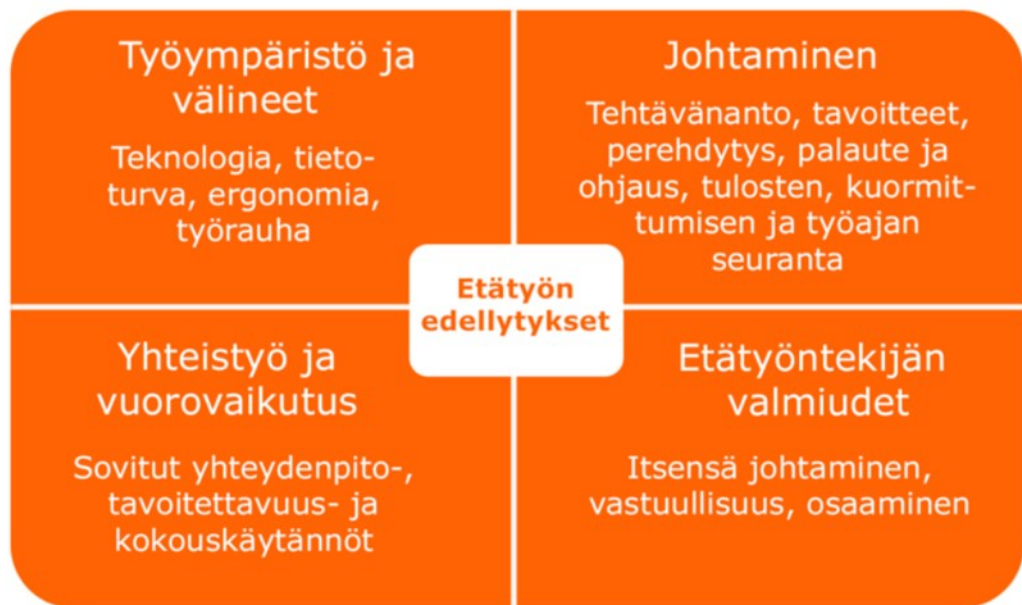 Työympäristö ja
välineet
Teknologia, tieto-
turva, ergonomia,
työrauha
Johtaminen
Tehtävänanto, tavoitteet,
perehdytys, palaute ja
ohjaus, tulosten, kuormit-
tumisen ja työajan
seuranta
Etätyön
edellytykset
Yhteistyö ja
vuorovaikutus
Sovitut yhteydenpito-,
tavoitettavuus- ja
kokouskäytännöt
Etätyöntekijän
valmiudet
Itsensä johtaminen,
vastuullisuus, osaaminen